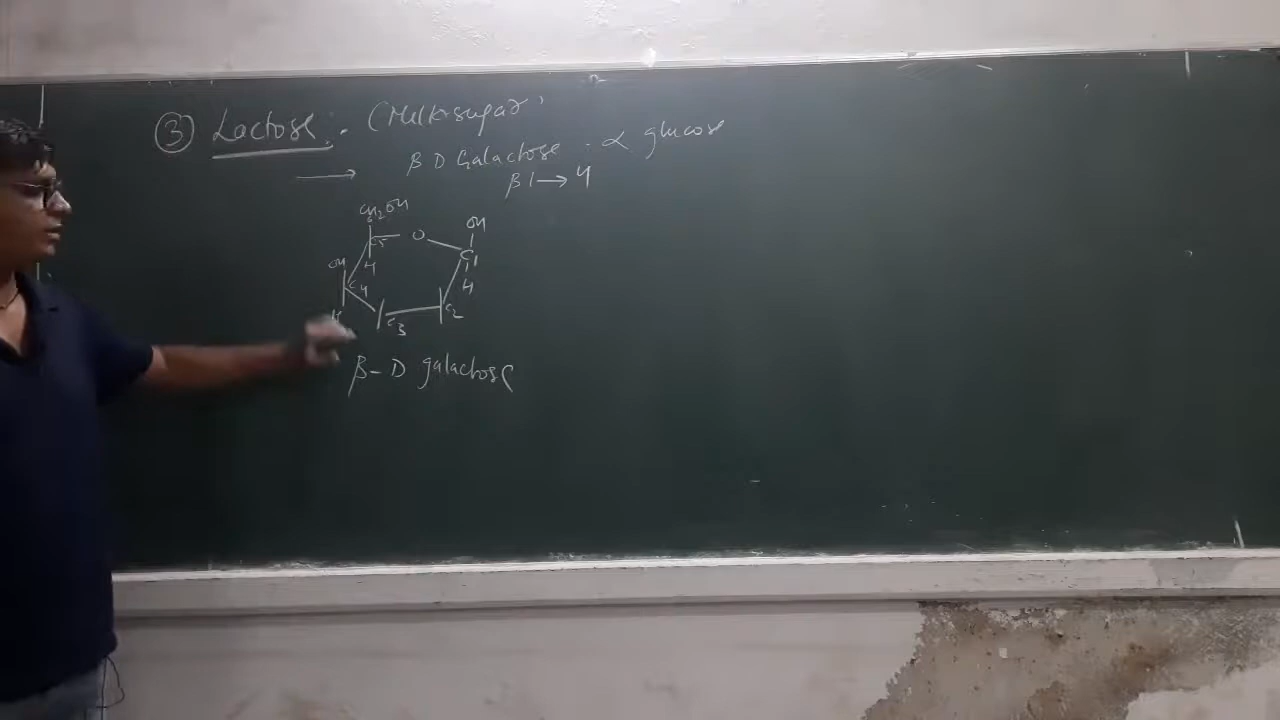 ③ Lactose :- (Milk sugar)
→ β D Galactose - α glucose
β 1 → 4
CH₂OH
OH
C5 O
OH H C1
C4 H
H C3 C2
β - D galactose